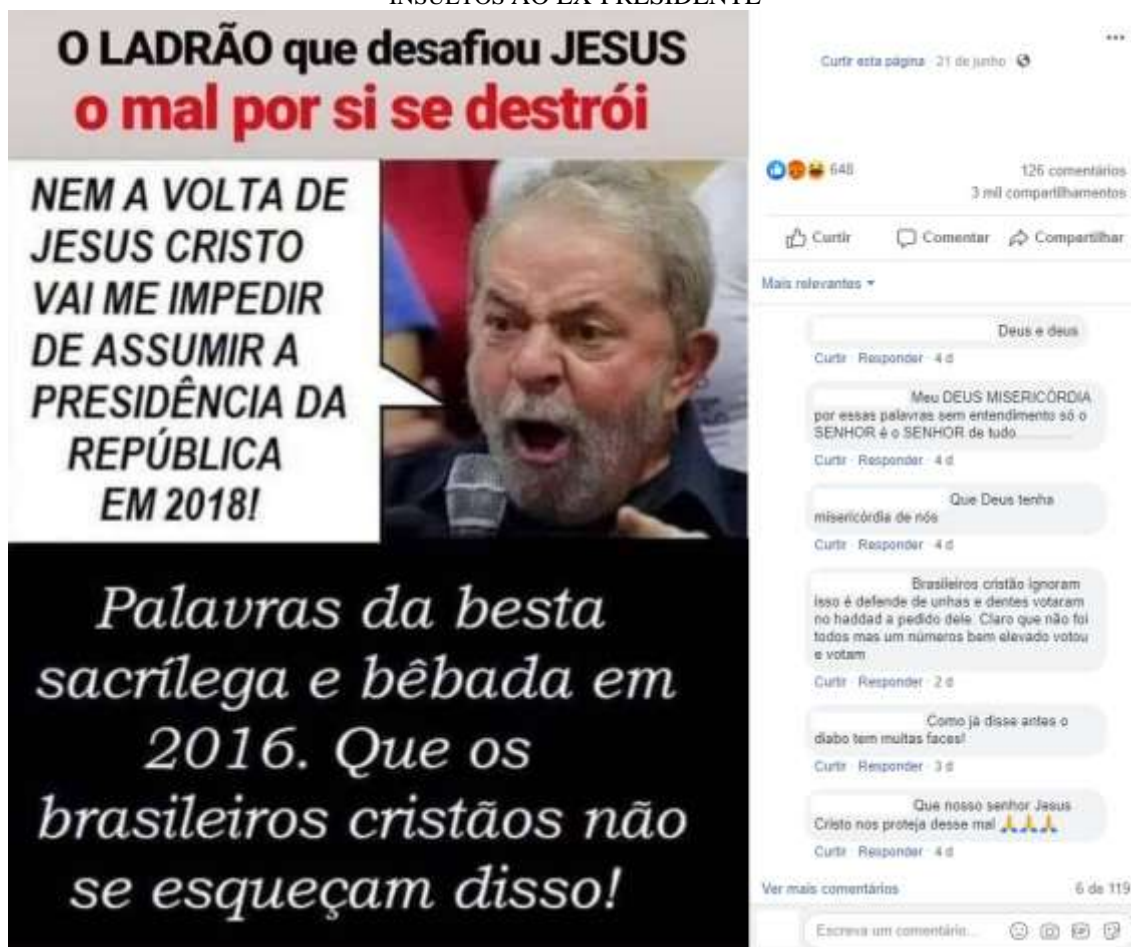 INSULTOS AO EX-PRESIDENTE
O LADRÃO que desafiou JESUS
o mal por si se destrói
NEM A VOLTA DE
JESUS CRISTO
VAI ME IMPEDIR
DE ASSUMIR A
PRESIDÊNCIA DA
REPÚBLICA
EM 2018!
Palavras da besta
sacrílega e bêbada em
2016. Que os
brasileiros cristãos não
se esqueçam disso!
Curtir esta página · 21 de junho
648
126 comentários
3 mil compartilhamentos
Curtir Comentar Compartilhar
Mais relevantes
Deus e deus
Curtir · Responder · 4 d
Meu DEUS MISERICÓRDIA
por essas palavras sem entendimento só o
SENHOR é o SENHOR de tudo..............
Curtir · Responder · 4 d
Que Deus tenha
misericórdia de nós
Curtir · Responder · 4 d
Brasileiros cristão ignoram
isso é defende de unhas e dentes votaram
no haddad a pedido dele. Claro que não foi
todos mas um números bem elevado votou
e votam
Curtir · Responder · 2 d
Como já disse antes o
diabo tem muitas faces!
Curtir · Responder · 3 d
Que nosso senhor Jesus
Cristo nos proteja desse mal 🙏🙏🙏
Curtir · Responder · 4 d
Ver mais comentários 6 de 119
Escreva um comentário...
GIF